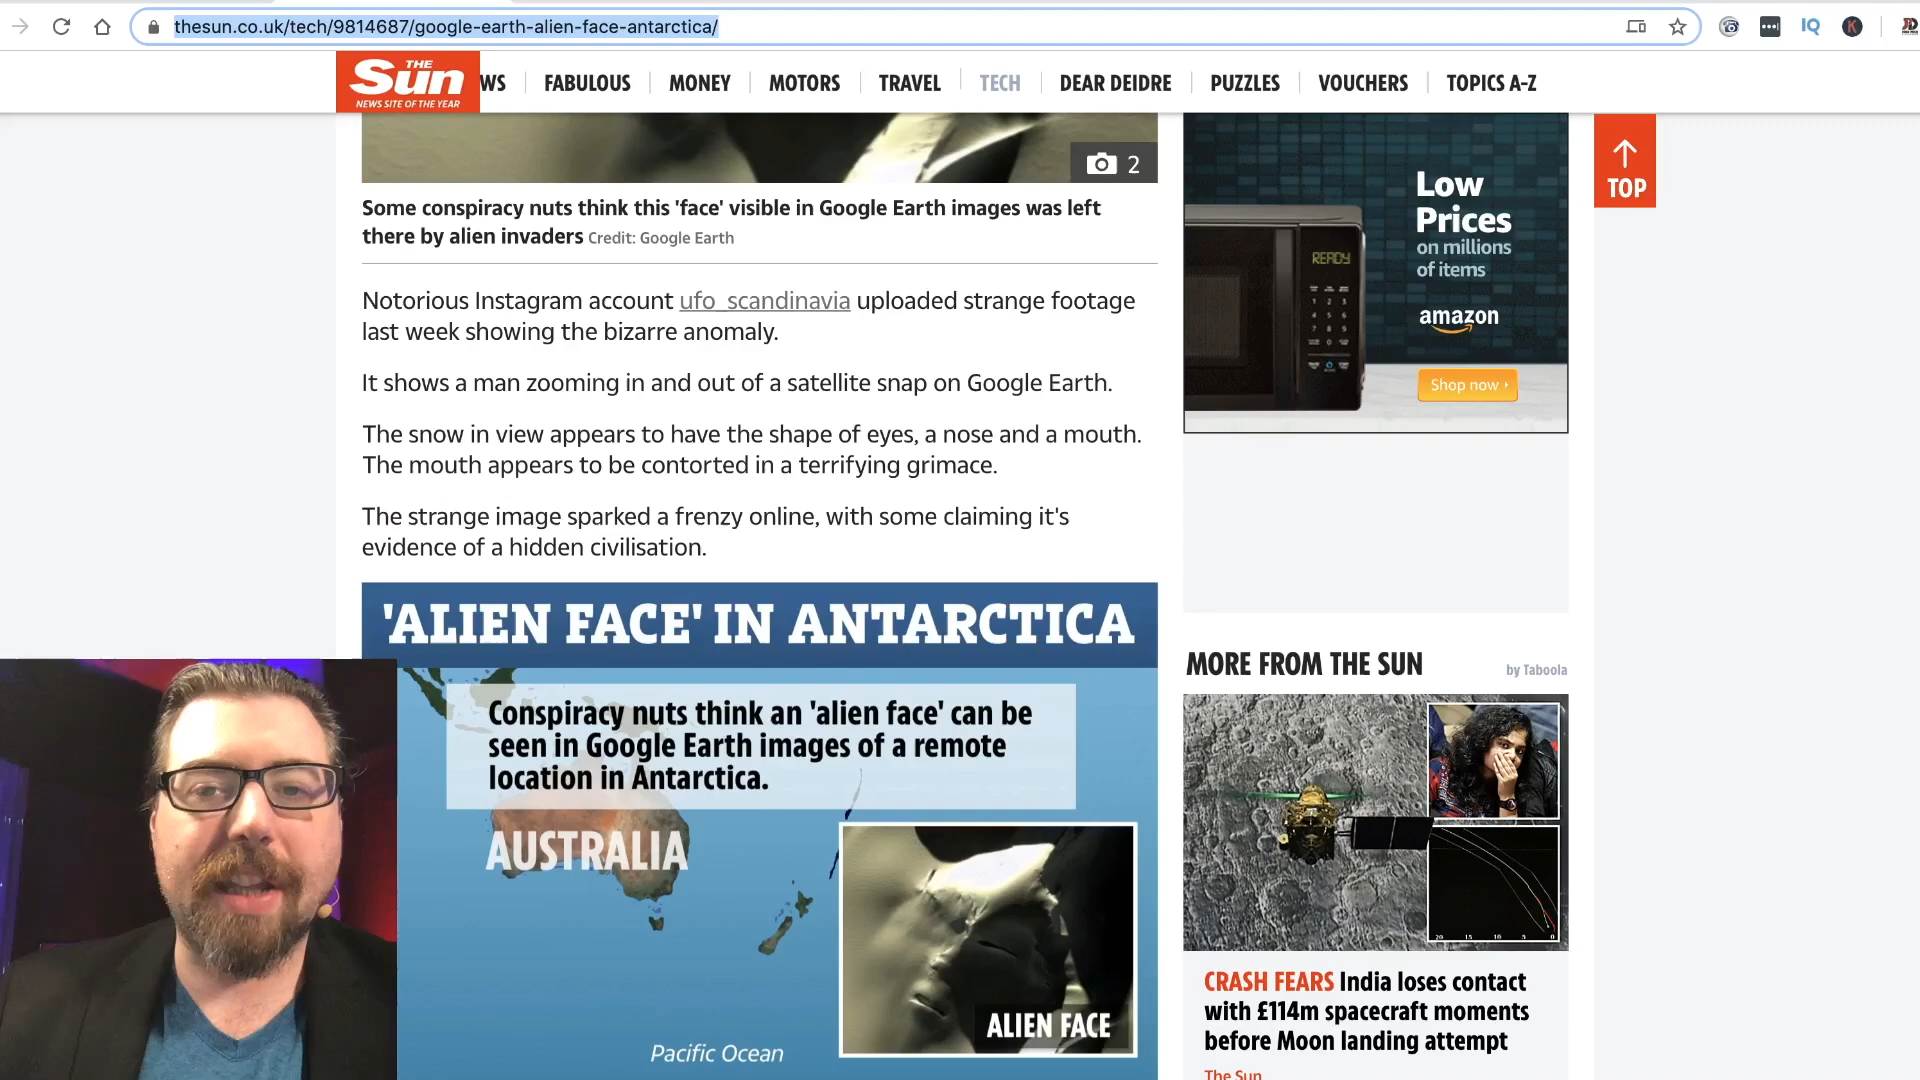 thesun.co.uk/tech/9814687/google-earth-alien-face-antarctica/
IQ
K
THE
Sun
NEWS SITE OF THE YEAR
WS
FABULOUS
MONEY
MOTORS
TRAVEL
TECH
DEAR DEIDRE
PUZZLES
VOUCHERS
TOPICS A-Z
2
Some conspiracy nuts think this 'face' visible in Google Earth images was left
there by alien invaders Credit: Google Earth
Notorious Instagram account ufo_scandinavia uploaded strange footage
last week showing the bizarre anomaly.
It shows a man zooming in and out of a satellite snap on Google Earth.
The snow in view appears to have the shape of eyes, a nose and a mouth.
The mouth appears to be contorted in a terrifying grimace.
The strange image sparked a frenzy online, with some claiming it's
evidence of a hidden civilisation.
'ALIEN FACE' IN ANTARCTICA
Conspiracy nuts think an 'alien face' can be
seen in Google Earth images of a remote
location in Antarctica.
AUSTRALIA
ALIEN FACE
Pacific Ocean
READY
Low
Prices
on millions
of items
amazon
Shop now
TOP
MORE FROM THE SUN
by Taboola
20 15 10 5 0
CRASH FEARS India loses contact
with £114m spacecraft moments
before Moon landing attempt
The Sun